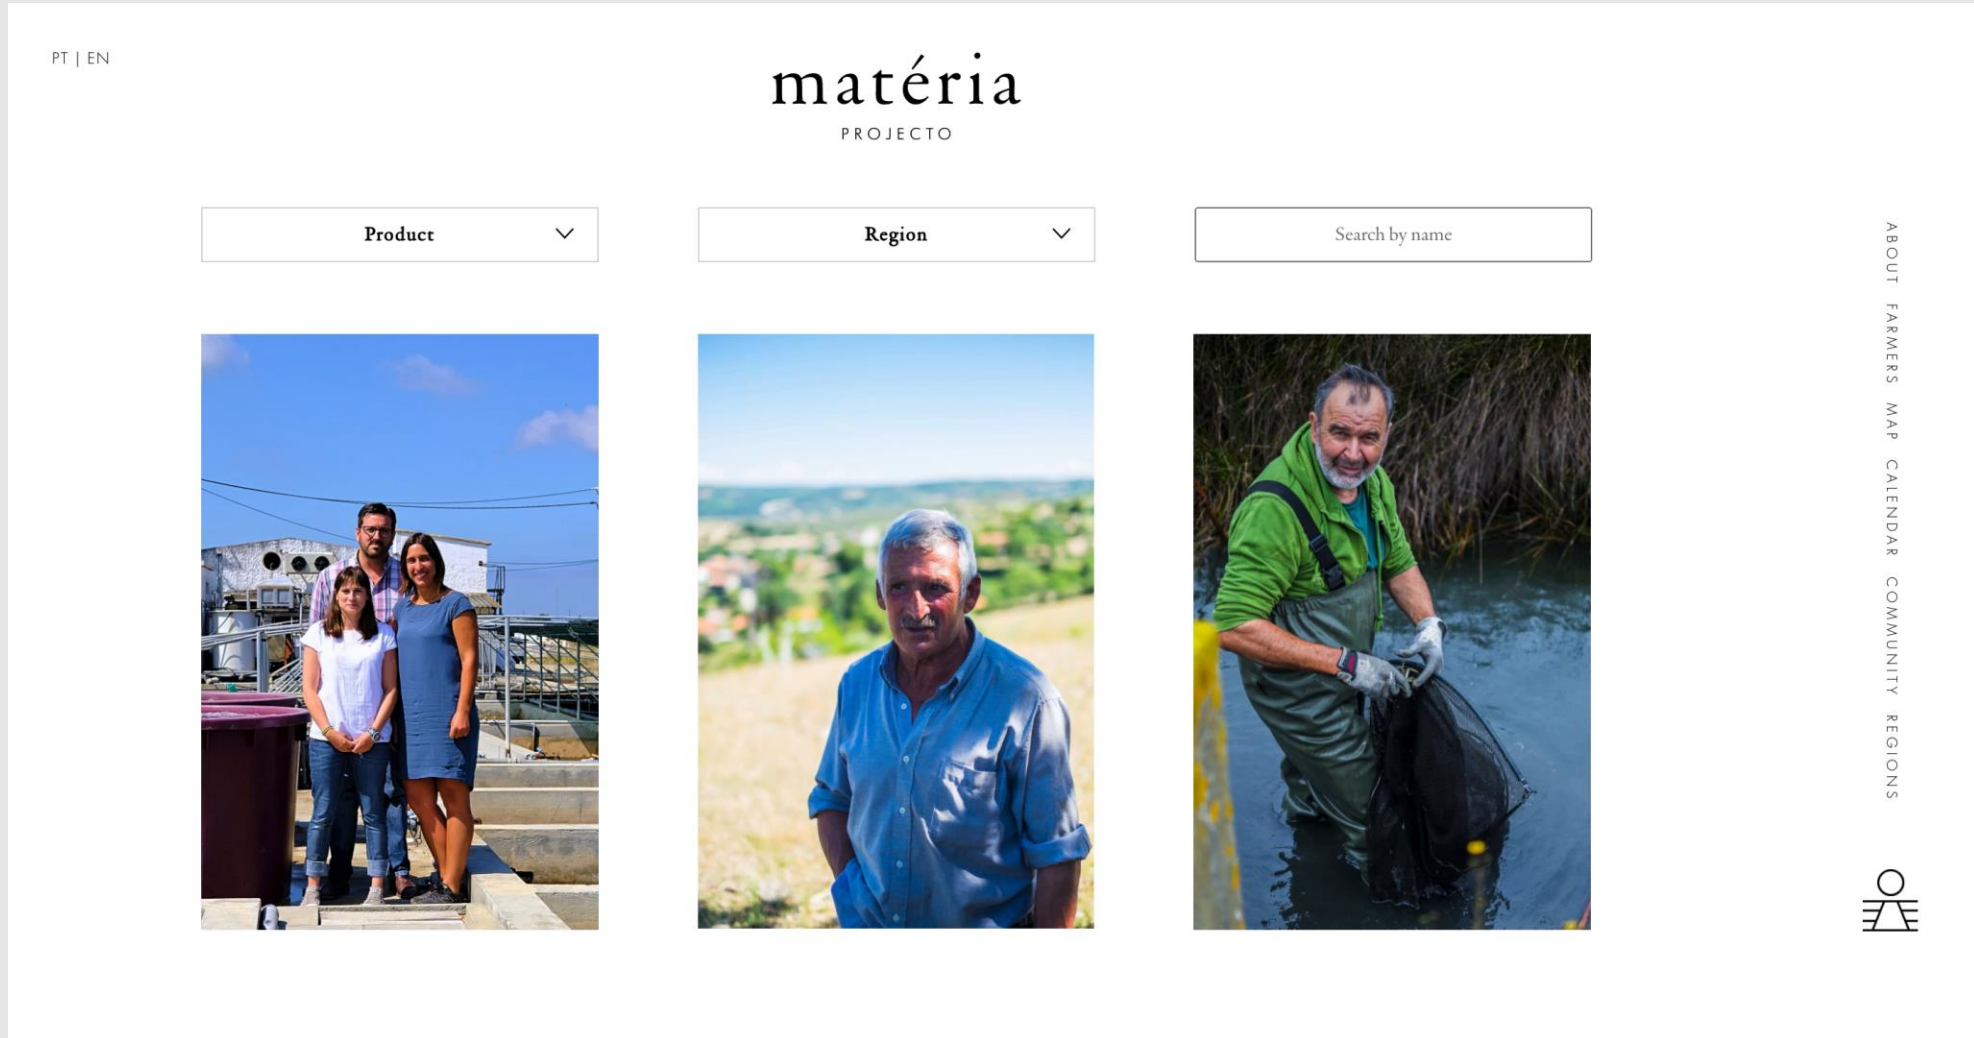 PT | EN
matéria
PROJECTO
Product
Region
Search by name
ABOUT FARMERS MAP CALENDAR COMMUNITY REGIONS